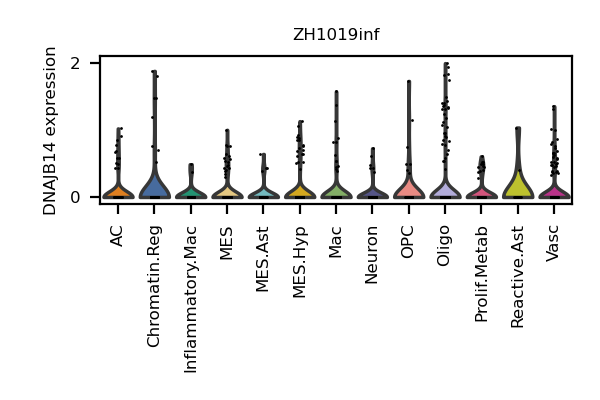 ZH1019inf
DNAJB14 expression
2
0
AC
Chromatin.Reg
Inflammatory.Mac
MES
MES.Ast
MES.Hyp
Mac
Neuron
OPC
Oligo
Prolif.Metab
Reactive.Ast
Vasc